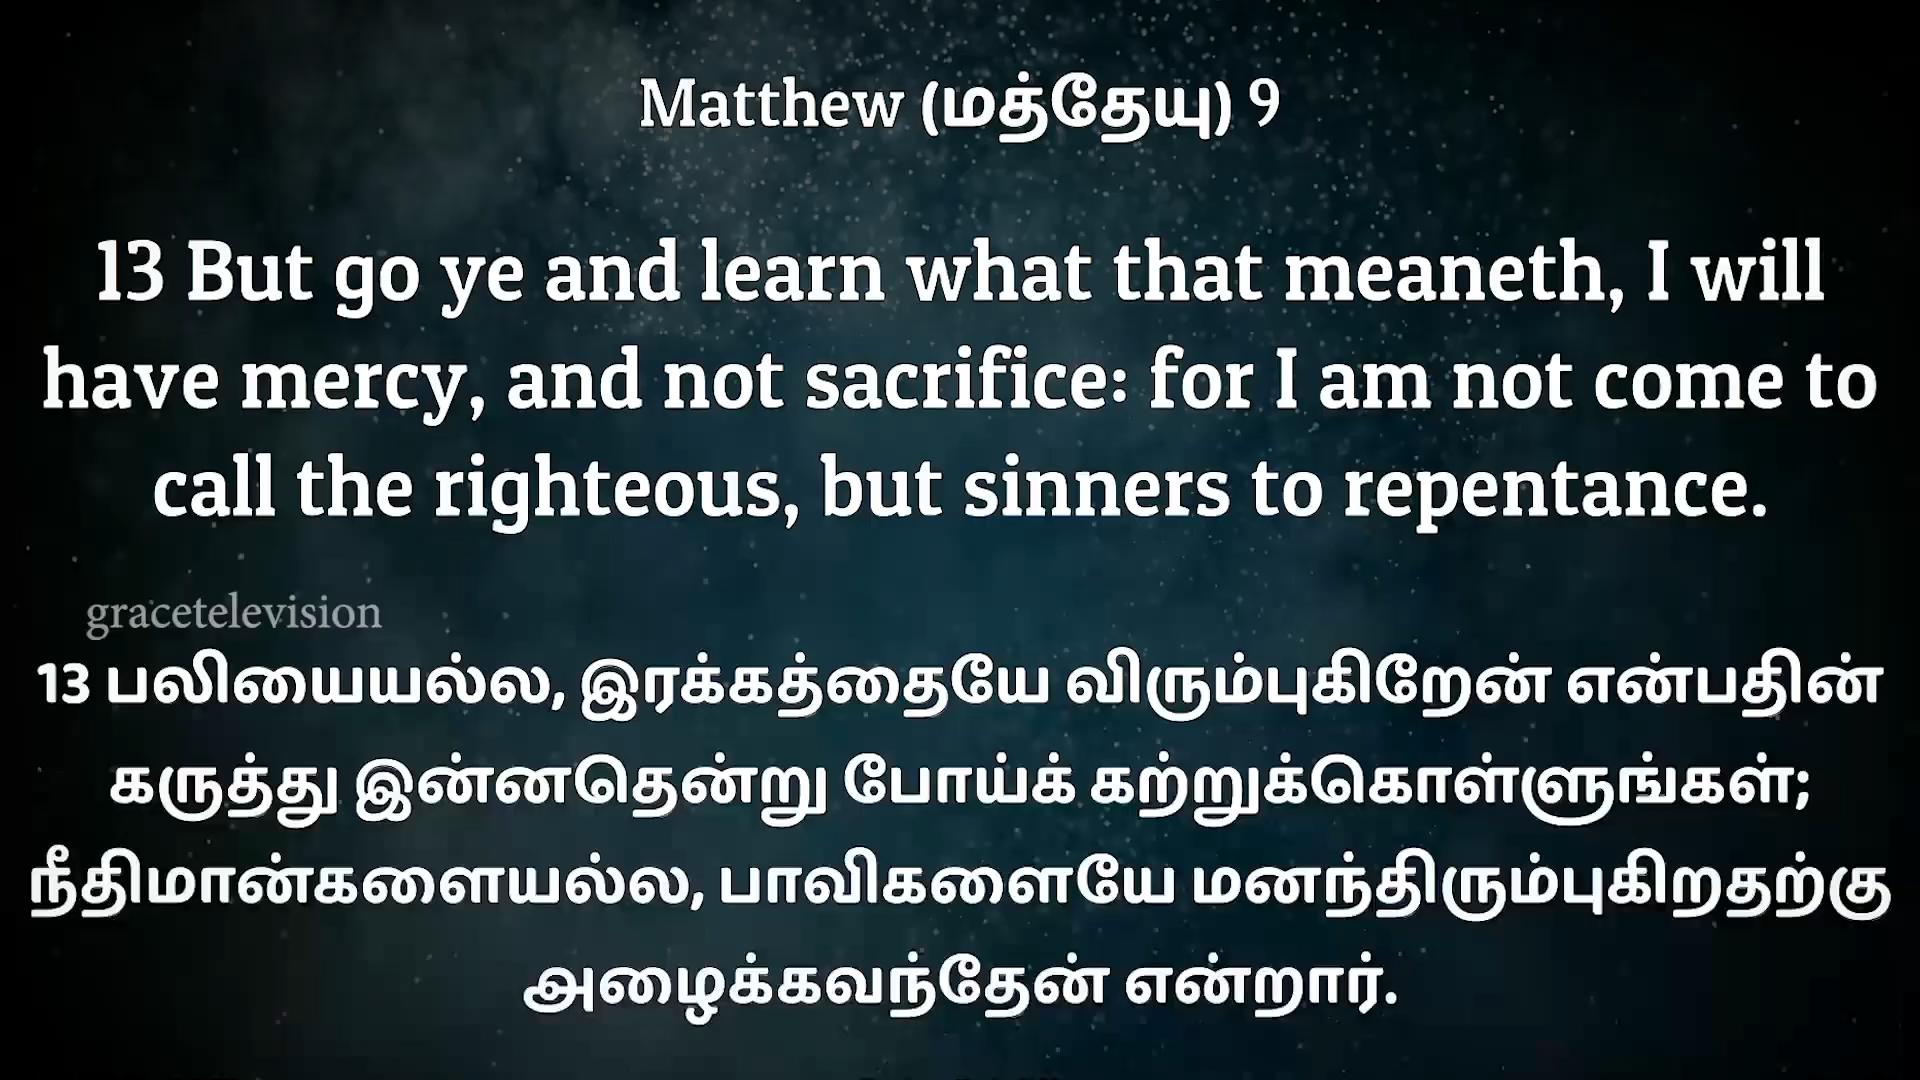 Matthew (மத்தேயு) 9
13 But go ye and learn what that meaneth, I will
have mercy, and not sacrifice: for I am not come to
call the righteous, but sinners to repentance.
gracetelevision
13 பலியையல்ல, இரக்கத்தையே விரும்புகிறேன் என்பதின்
கருத்து இன்னதென்று போய்க் கற்றுக்கொள்ளுங்கள்;
நீதிமான்களையல்ல, பாவிகளையே மனந்திரும்புகிறதற்கு
அழைக்கவந்தேன் என்றார்.